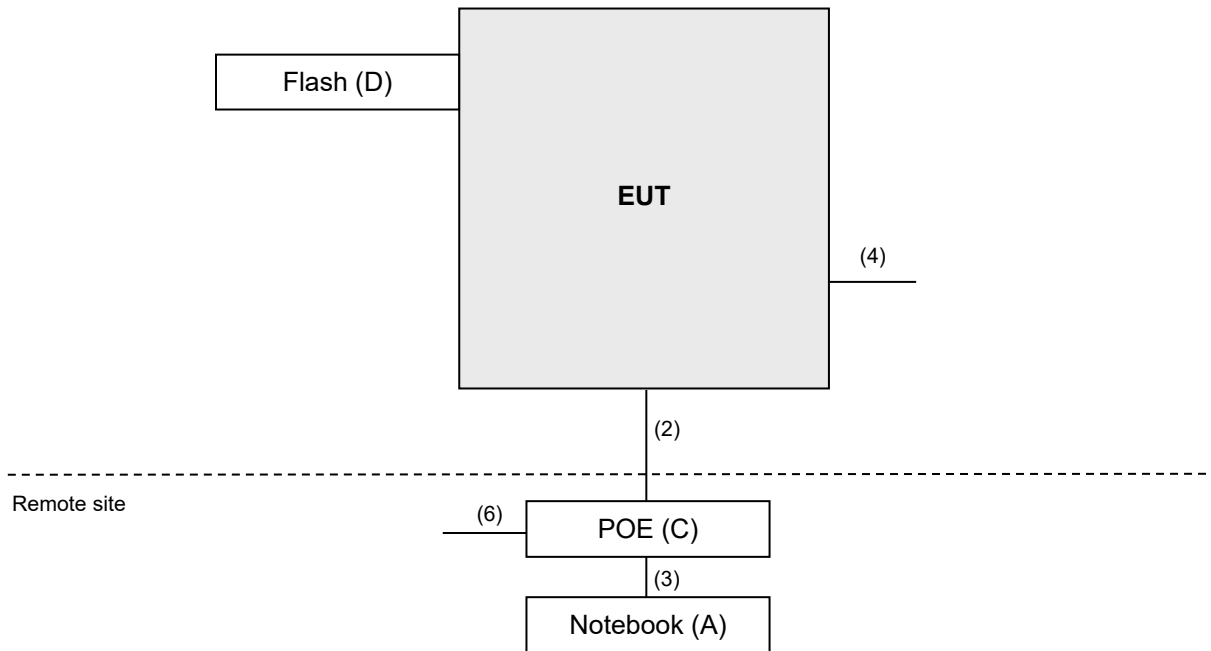 Flash (D)
EUT
(4)
(2)
Remote site
(6)
POE (C)
(3)
Notebook (A)